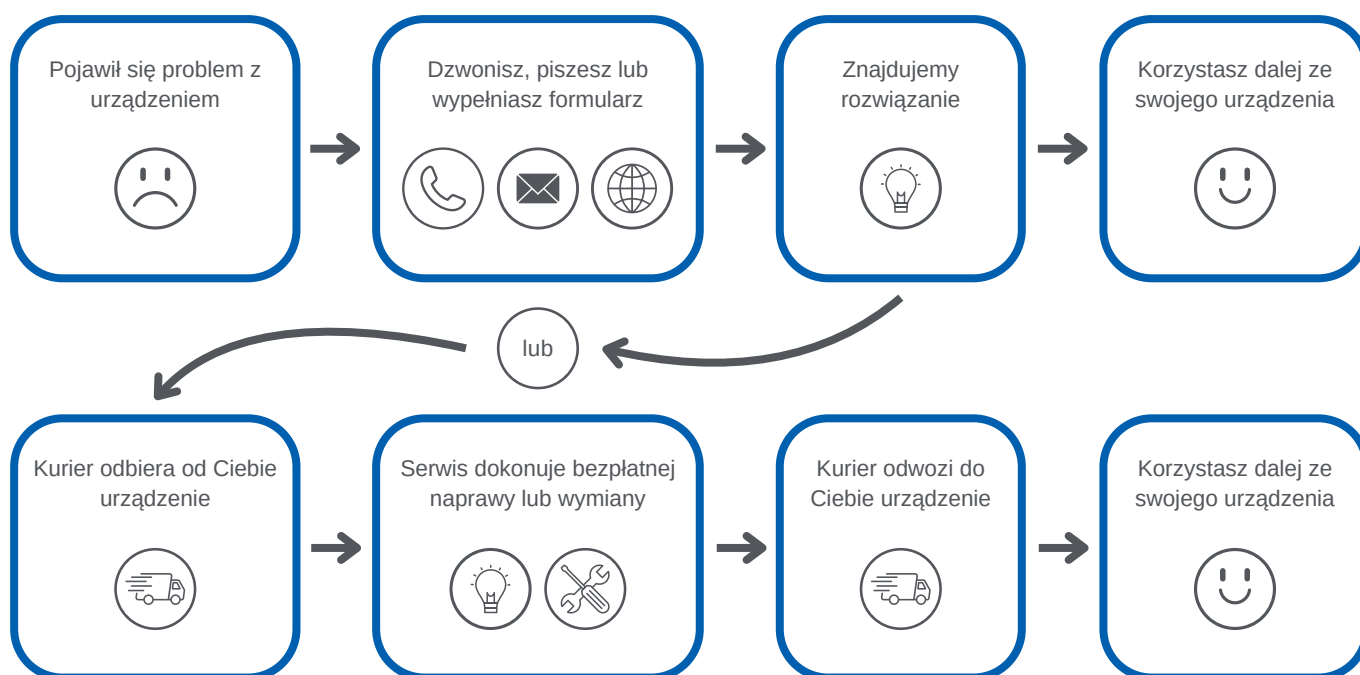 Pojawił się problem z
urządzeniem
Dzwonisz, piszesz lub
wypełniasz formularz
Znajdujemy
rozwiązanie
Korzystasz dalej ze
swojego urządzenia
lub
Kurier odbiera od Ciebie
urządzenie
Serwis dokonuje bezpłatnej
naprawy lub wymiany
Kurier odwozi do
Ciebie urządzenie
Korzystasz dalej ze
swojego urządzenia